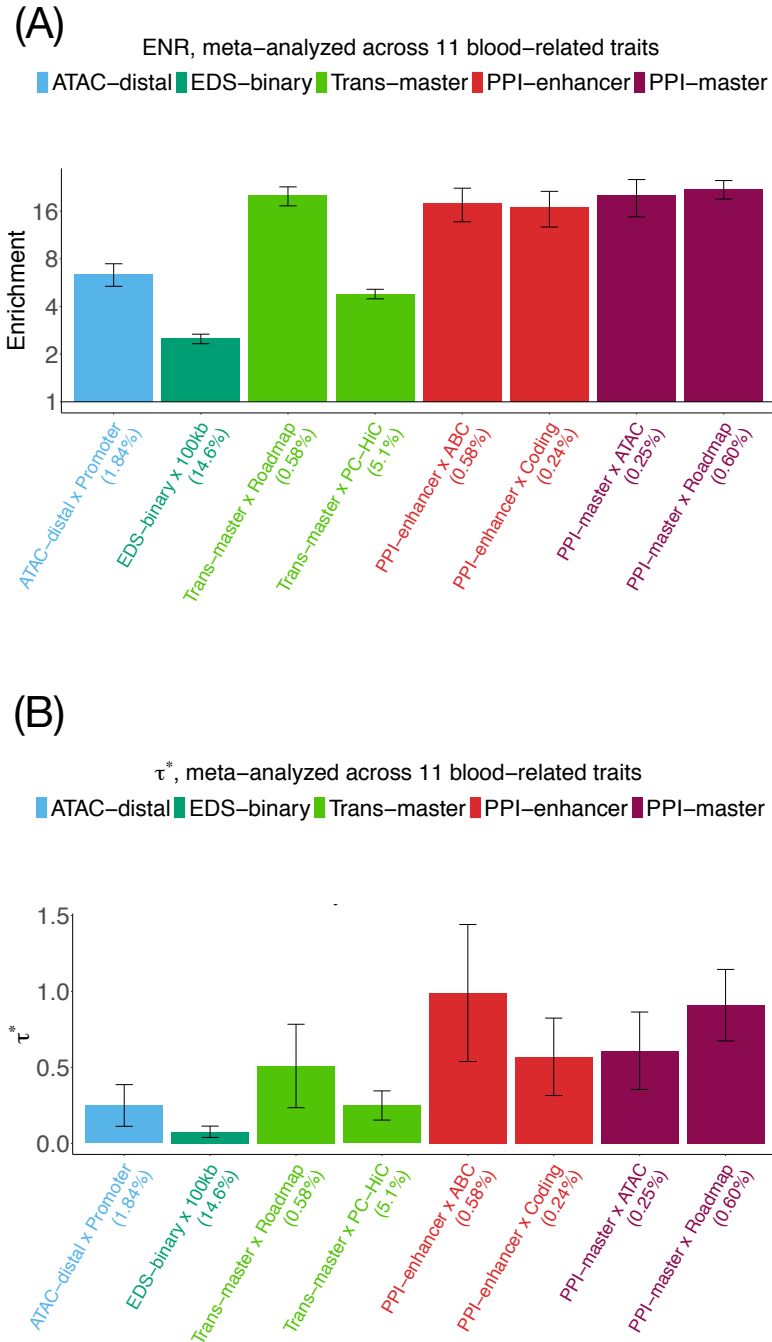 (A)
ENR, meta−analyzed across 11 blood−related traits
ATAC−distal EDS−binary Trans−master PPI−enhancer PPI−master
Enrichment
16
8
4
2
1
ATAC−distal x Promoter
(1.84%)
EDS−binary x 100kb
(14.6%)
Trans−master x Roadmap
(0.58%)
Trans−master x PC−HiC
(5.1%)
PPI−enhancer x ABC
(0.58%)
PPI−enhancer x Coding
(0.24%)
PPI−master x ATAC
(0.25%)
PPI−master x Roadmap
(0.60%)
(B)
τ*, meta−analyzed across 11 blood−related traits
ATAC−distal EDS−binary Trans−master PPI−enhancer PPI−master
τ*
1.5
1.0
0.5
0.0
ATAC−distal x Promoter
(1.84%)
EDS−binary x 100kb
(14.6%)
Trans−master x Roadmap
(0.58%)
Trans−master x PC−HiC
(5.1%)
PPI−enhancer x ABC
(0.58%)
PPI−enhancer x Coding
(0.24%)
PPI−master x ATAC
(0.25%)
PPI−master x Roadmap
(0.60%)